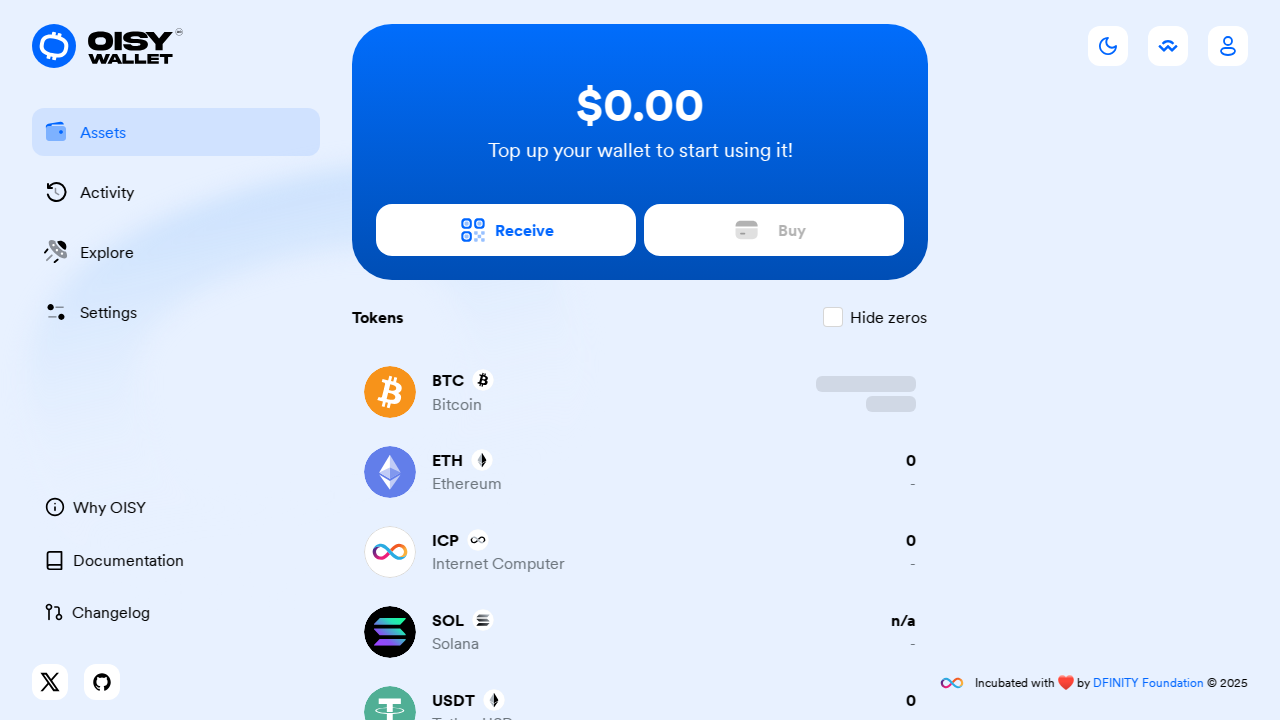 OISY
WALLET
Assets
Activity
Explore
Settings
Why OISY
Documentation
Changelog
$0.00
Top up your wallet to start using it!
Receive
Buy
Tokens
Hide zeros
BTC
Bitcoin
ETH
0
Ethereum
-
ICP
0
Internet Computer
-
SOL
n/a
Solana
-
USDT
0
Tether USD
Incubated with ❤️ by DFINITY Foundation © 2025